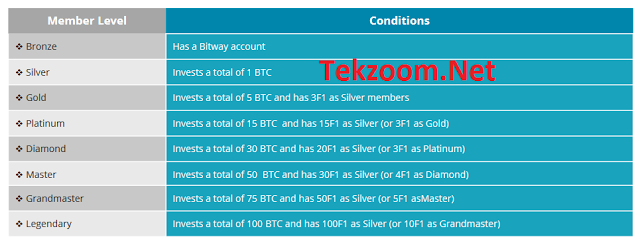 Member Level Conditions
❖ Bronze Has a Bitway account
❖ Silver Invests a total of 1 BTC Tekzoom.Net
❖ Gold Invests a total of 5 BTC and has 3F1 as Silver members
❖ Platinum Invests a total of 15 BTC and has 15F1 as Silver (or 3F1 as Gold)
❖ Diamond Invests a total of 30 BTC and has 20F1 as Silver (or 3F1 as Platinum)
❖ Master Invests a total of 50 BTC and has 30F1 as Silver (or 4F1 as Diamond)
❖ Grandmaster Invests a total of 75 BTC and has 50F1 as Silver (or 5F1 asMaster)
❖ Legendary Invests a total of 100 BTC and has 100F1 as Silver (or 10F1 as Grandmaster)